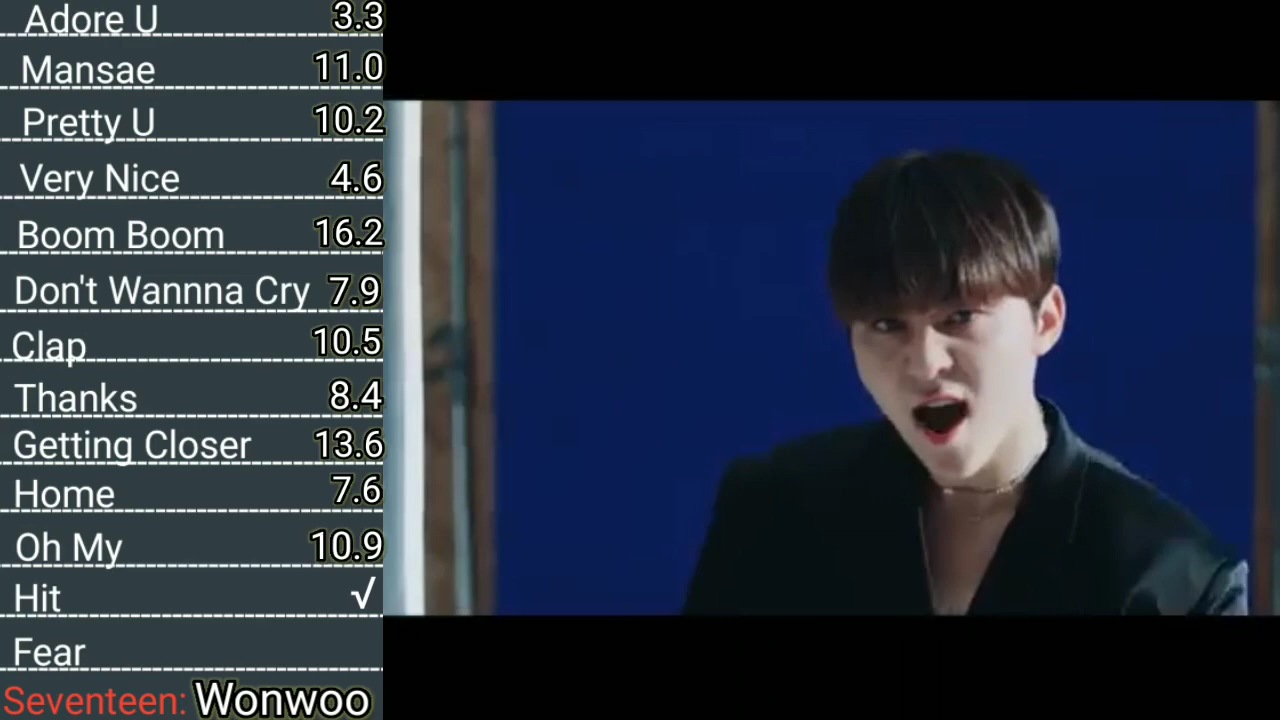 Adore U 3.3
Mansae 11.0
Pretty U 10.2
Very Nice 4.6
Boom Boom 16.2
Don't Wannna Cry 7.9
Clap 10.5
Thanks 8.4
Getting Closer 13.6
Home 7.6
Oh My 10.9
Hit √
Fear
Seventeen: Wonwoo